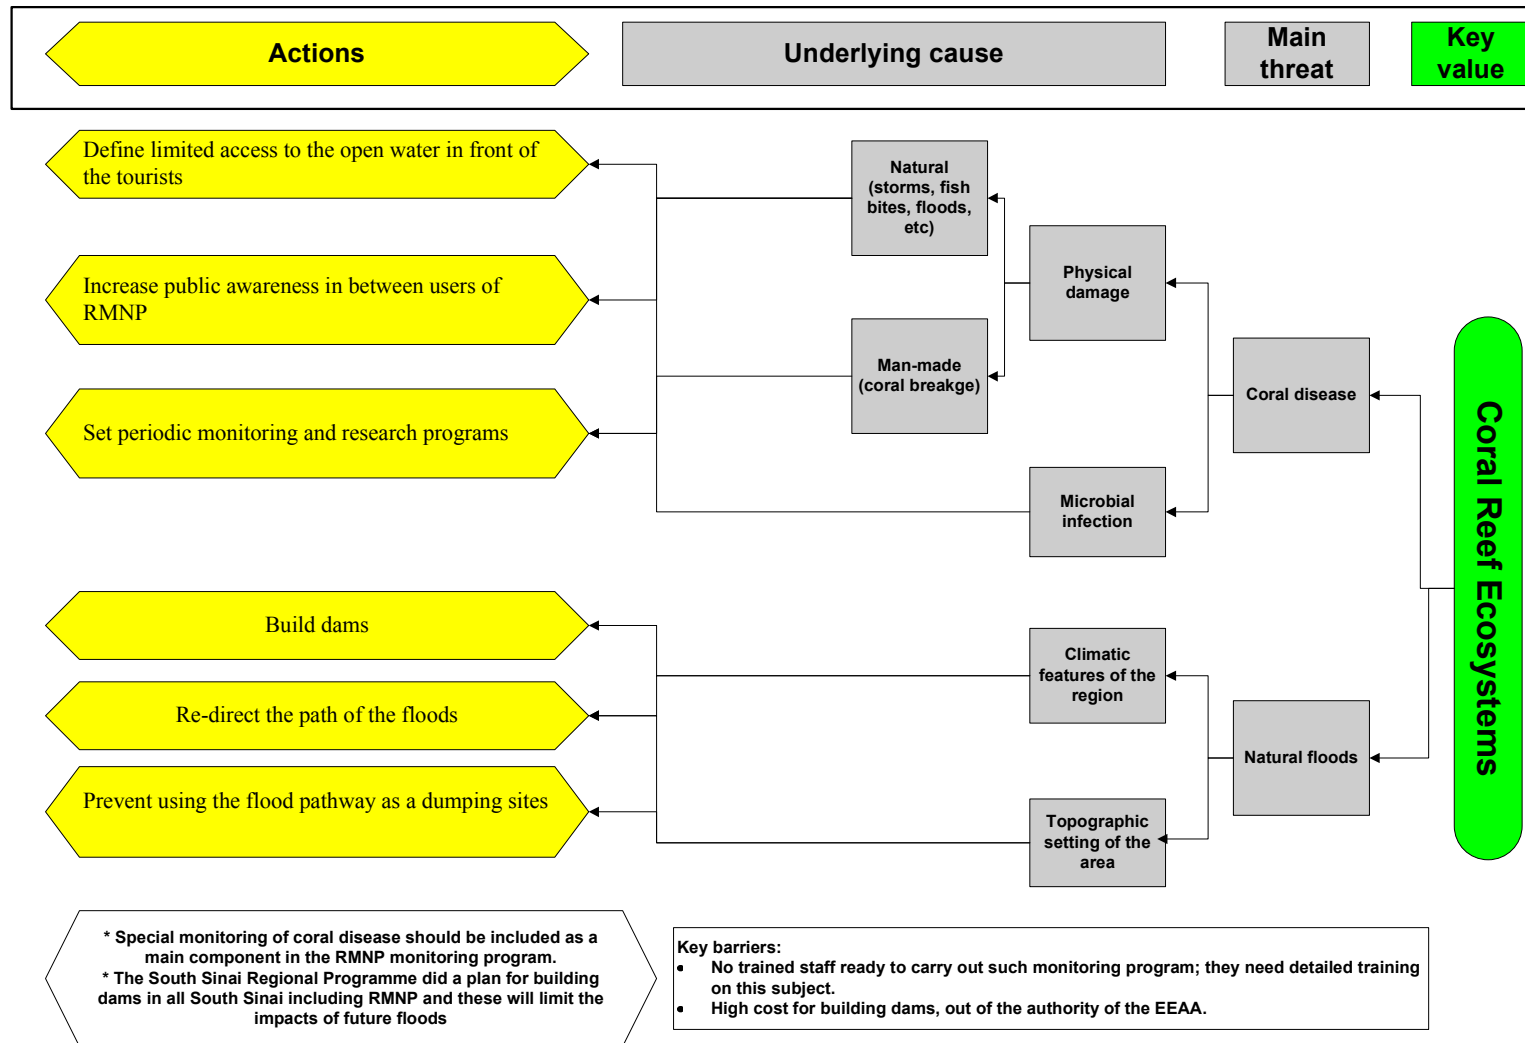 Actions
Underlying cause
Main
threat
Key
value
Define limited access to the open water in front of
the tourists
Natural
(storms, fish
bites, floods,
etc)
Physical
damage
Increase public awareness in between users of
RMNP
Man-made
(coral breakge)
Coral disease
Set periodic monitoring and research programs
Microbial
infection
Coral Reef Ecosystems
Build dams
Climatic
features of the
region
Re-direct the path of the floods
Natural floods
Prevent using the flood pathway as a dumping sites
Topographic
setting of the
area
* Special monitoring of coral disease should be included as a
main component in the RMNP monitoring program.
* The South Sinai Regional Programme did a plan for building
dams in all South Sinai including RMNP and these will limit the
impacts of future floods
Key barriers:
• No trained staff ready to carry out such monitoring program; they need detailed training
on this subject.
• High cost for building dams, out of the authority of the EEAA.